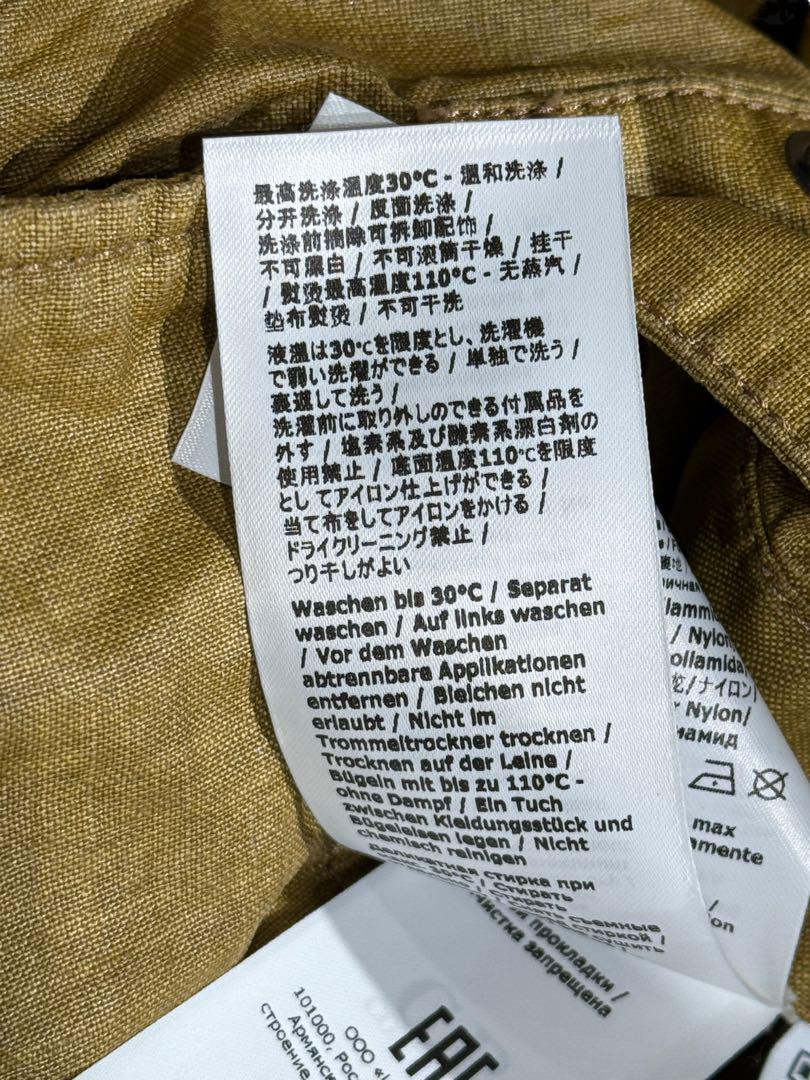 最高洗涤温度30°C - 温和洗涤 /
分开洗涤 / 反面洗涤 /
洗涤前摘除可拆卸配饰 /
不可漂白 / 不可滚筒干燥 / 挂干
/ 熨烫最高温度110°C - 无蒸汽 /
垫布熨烫 / 不可干洗
液温は30℃を限度とし、洗濯機
で弱い洗濯ができる / 単独で洗う /
裏返して洗う /
洗濯前に取り外しのできる付属品を
外す / 塩素系及び酸素系漂白剤の
使用禁止 / 底面温度110℃を限度
として アイロン仕上げができる /
当て布をしてアイロンをかける /
ドライクリーニング禁止 /
つり干しがよい
Waschen bis 30°C / Separat
waschen / Auf links waschen
/ Vor dem Waschen
abtrennbare Applikationen
entfernen / Bleichen nicht
erlaubt / Nicht im
Trommeltrockner trocknen /
Trocknen auf der Leine /
Bügeln mit bis zu 110°C -
ohne Dampf / Ein Tuch
zwischen Kleidungsstück und
Bügeleisen legen / Nicht
chemisch reinigen
Деликатная стирка при
30°C / Стирать
съемные
стиркой /
/ Nylon
/ナイロン/
Nylon/
max
прокладки /
запрещена
ООО
101000,
строение
EAC